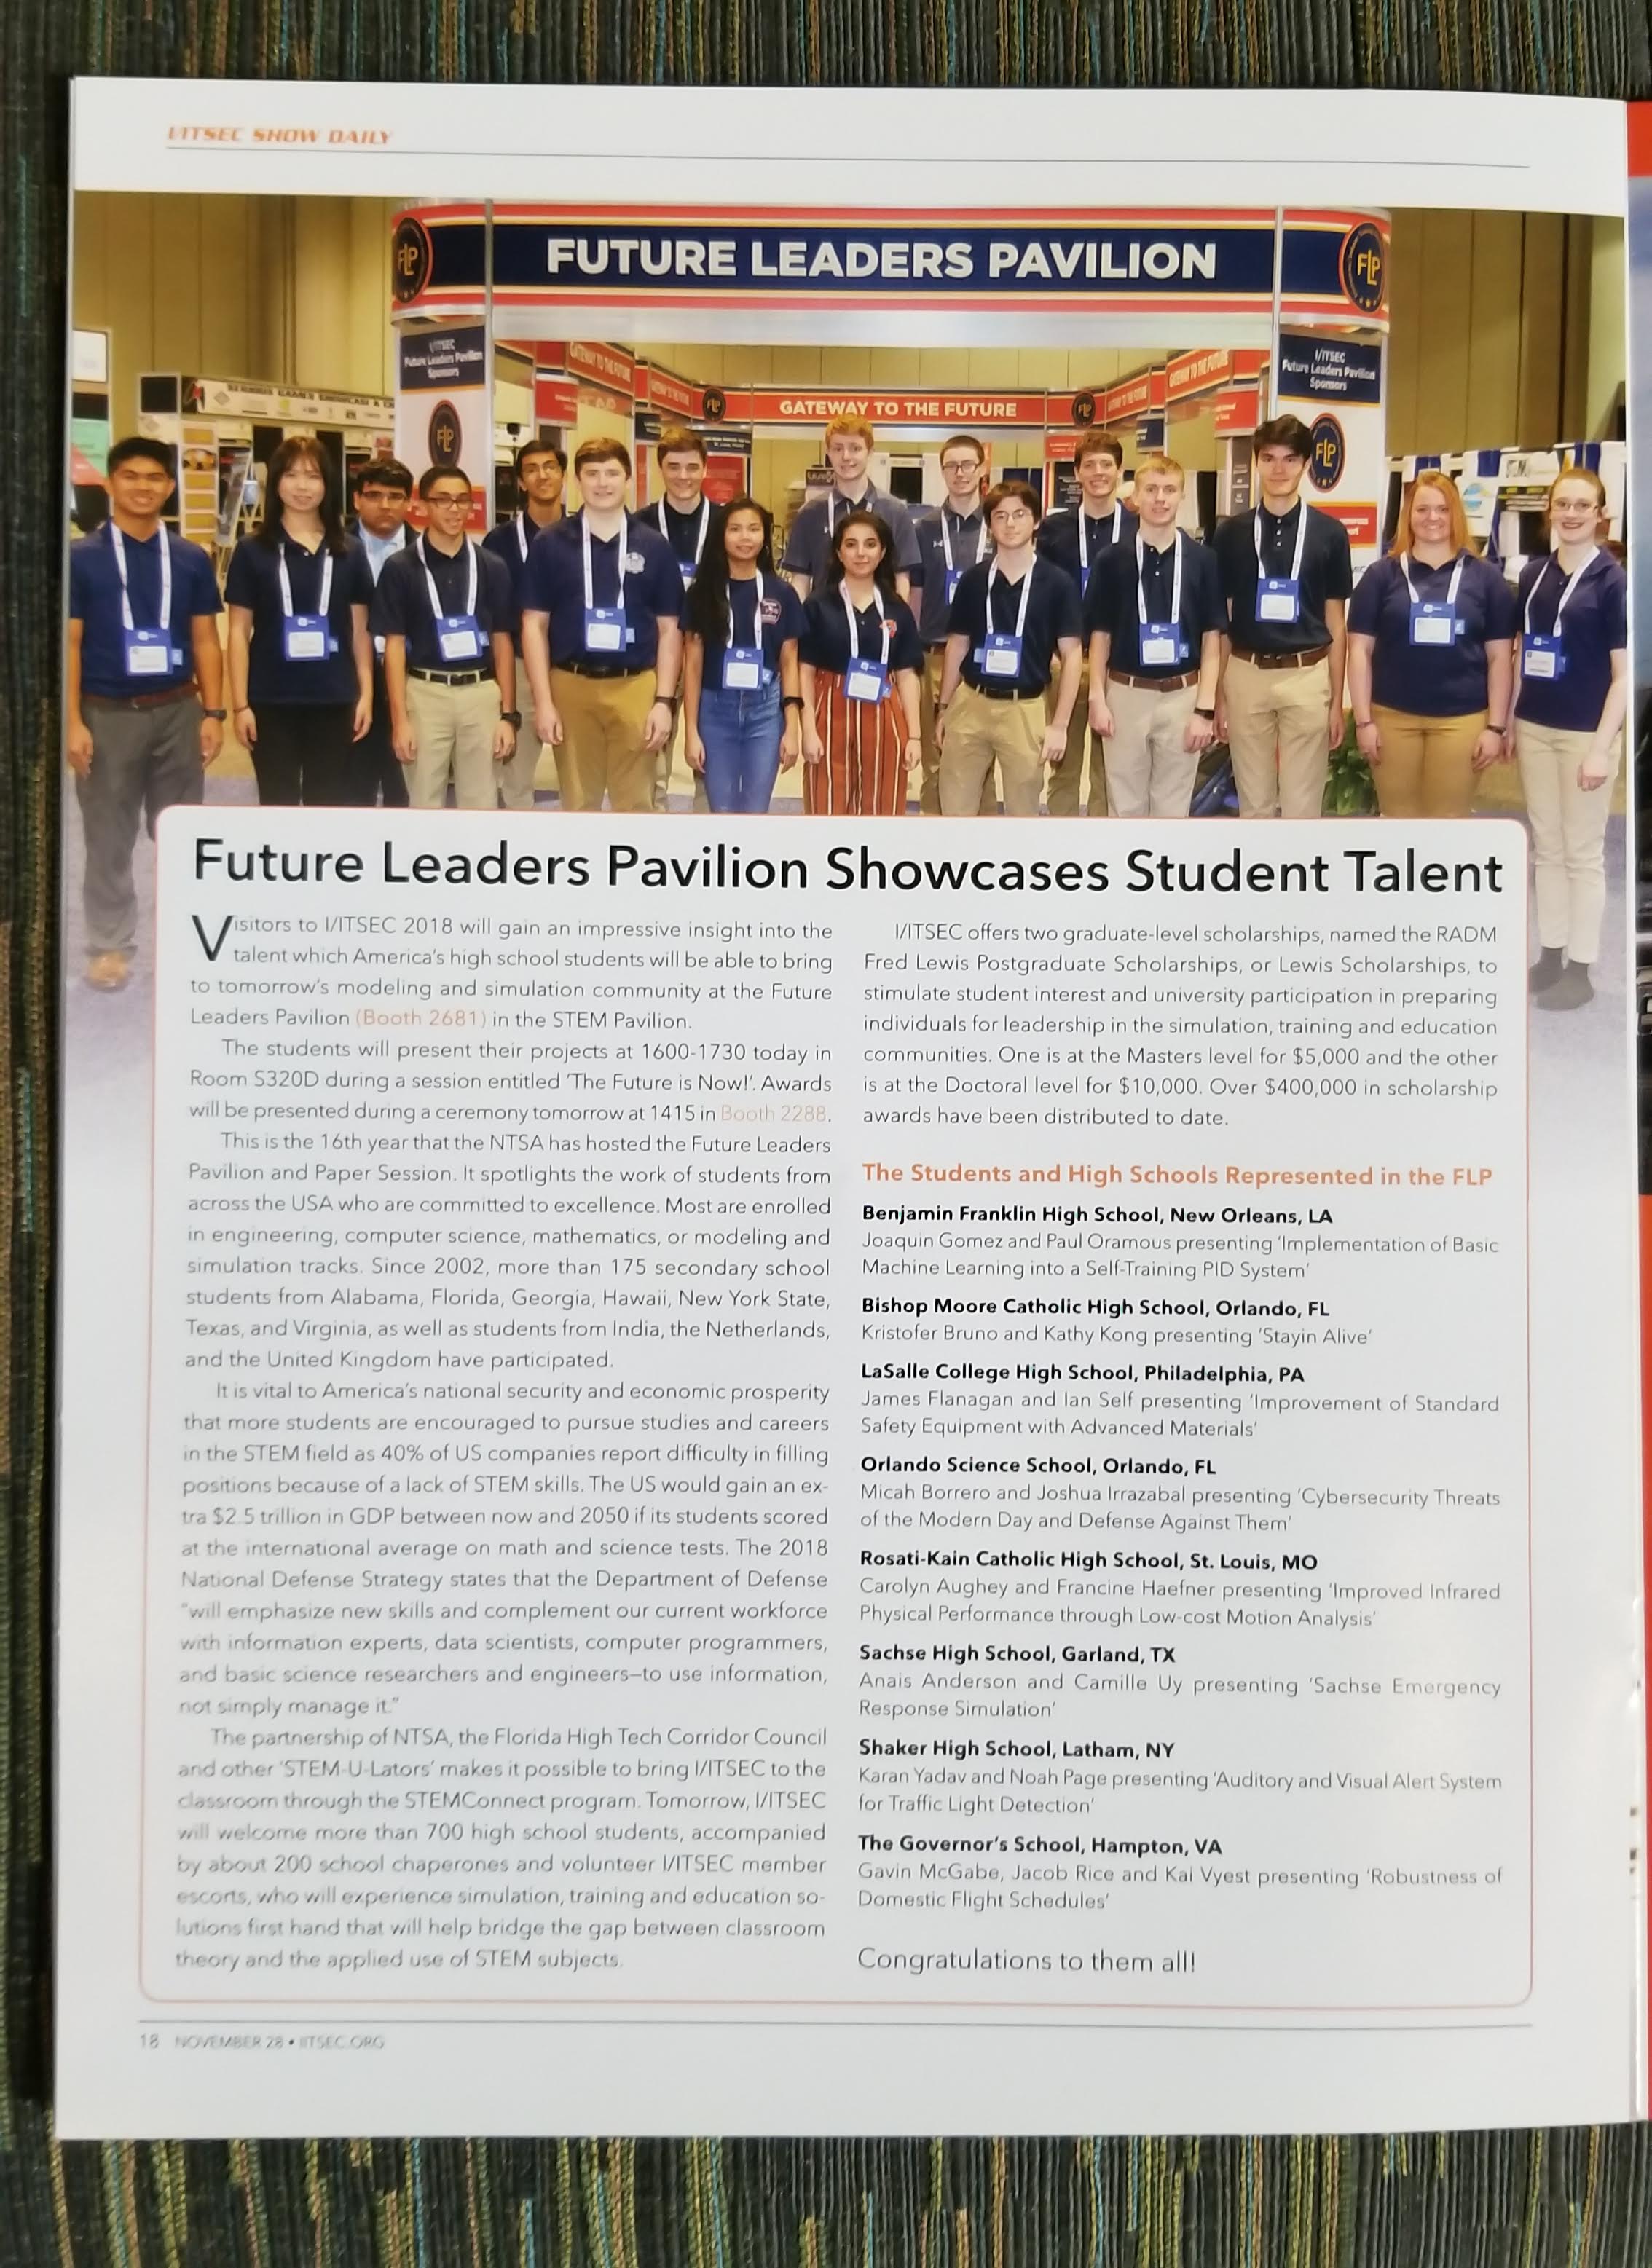 I/ITSEC SHOW DAILY
FLP
FUTURE LEADERS PAVILION
FLP
I/ITSEC
Future Leaders Pavilion
Sponsors
GATEWAY TO THE FUTURE
FLP
GATEWAY TO THE FUTURE
GATEWAY TO THE FUTURE
I/ITSEC
Future Leaders Pavilion
Sponsors
FLP
FLP
Future Leaders Pavilion Showcases Student Talent
Visitors to I/ITSEC 2018 will gain an impressive insight into the
talent which America's high school students will be able to bring
to tomorrow's modeling and simulation community at the Future
Leaders Pavilion (Booth 2681) in the STEM Pavilion.
The students will present their projects at 1600-1730 today in
Room S320D during a session entitled 'The Future is Now!'. Awards
will be presented during a ceremony tomorrow at 1415 in Booth 2288.
This is the 16th year that the NTSA has hosted the Future Leaders
Pavilion and Paper Session. It spotlights the work of students from
across the USA who are committed to excellence. Most are enrolled
in engineering, computer science, mathematics, or modeling and
simulation tracks. Since 2002, more than 175 secondary school
students from Alabama, Florida, Georgia, Hawaii, New York State,
Texas, and Virginia, as well as students from India, the Netherlands,
and the United Kingdom have participated.
It is vital to America's national security and economic prosperity
that more students are encouraged to pursue studies and careers
in the STEM field as 40% of US companies report difficulty in filling
positions because of a lack of STEM skills. The US would gain an ex-
tra $2.5 trillion in GDP between now and 2050 if its students scored
at the international average on math and science tests. The 2018
National Defense Strategy states that the Department of Defense
"will emphasize new skills and complement our current workforce
with information experts, data scientists, computer programmers,
and basic science researchers and engineers—to use information,
not simply manage it."
The partnership of NTSA, the Florida High Tech Corridor Council
and other 'STEM-U-Lators' makes it possible to bring I/ITSEC to the
classroom through the STEMConnect program. Tomorrow, I/ITSEC
will welcome more than 700 high school students, accompanied
by about 200 school chaperones and volunteer I/ITSEC member
escorts, who will experience simulation, training and education so-
lutions first hand that will help bridge the gap between classroom
theory and the applied use of STEM subjects.
I/ITSEC offers two graduate-level scholarships, named the RADM
Fred Lewis Postgraduate Scholarships, or Lewis Scholarships, to
stimulate student interest and university participation in preparing
individuals for leadership in the simulation, training and education
communities. One is at the Masters level for $5,000 and the other
is at the Doctoral level for $10,000. Over $400,000 in scholarship
awards have been distributed to date.
The Students and High Schools Represented in the FLP
Benjamin Franklin High School, New Orleans, LA
Joaquin Gomez and Paul Oramous presenting 'Implementation of Basic
Machine Learning into a Self-Training PID System'
Bishop Moore Catholic High School, Orlando, FL
Kristofer Bruno and Kathy Kong presenting 'Stayin Alive'
LaSalle College High School, Philadelphia, PA
James Flanagan and Ian Self presenting 'Improvement of Standard
Safety Equipment with Advanced Materials'
Orlando Science School, Orlando, FL
Micah Borrero and Joshua Irrazabal presenting 'Cybersecurity Threats
of the Modern Day and Defense Against Them'
Rosati-Kain Catholic High School, St. Louis, MO
Carolyn Aughey and Francine Haefner presenting 'Improved Infrared
Physical Performance through Low-cost Motion Analysis'
Sachse High School, Garland, TX
Anais Anderson and Camille Uy presenting 'Sachse Emergency
Response Simulation'
Shaker High School, Latham, NY
Karan Yadav and Noah Page presenting 'Auditory and Visual Alert System
for Traffic Light Detection'
The Governor's School, Hampton, VA
Gavin McGabe, Jacob Rice and Kai Vyest presenting 'Robustness of
Domestic Flight Schedules'
Congratulations to them all!
18 NOVEMBER 28 • IITSEC.ORG